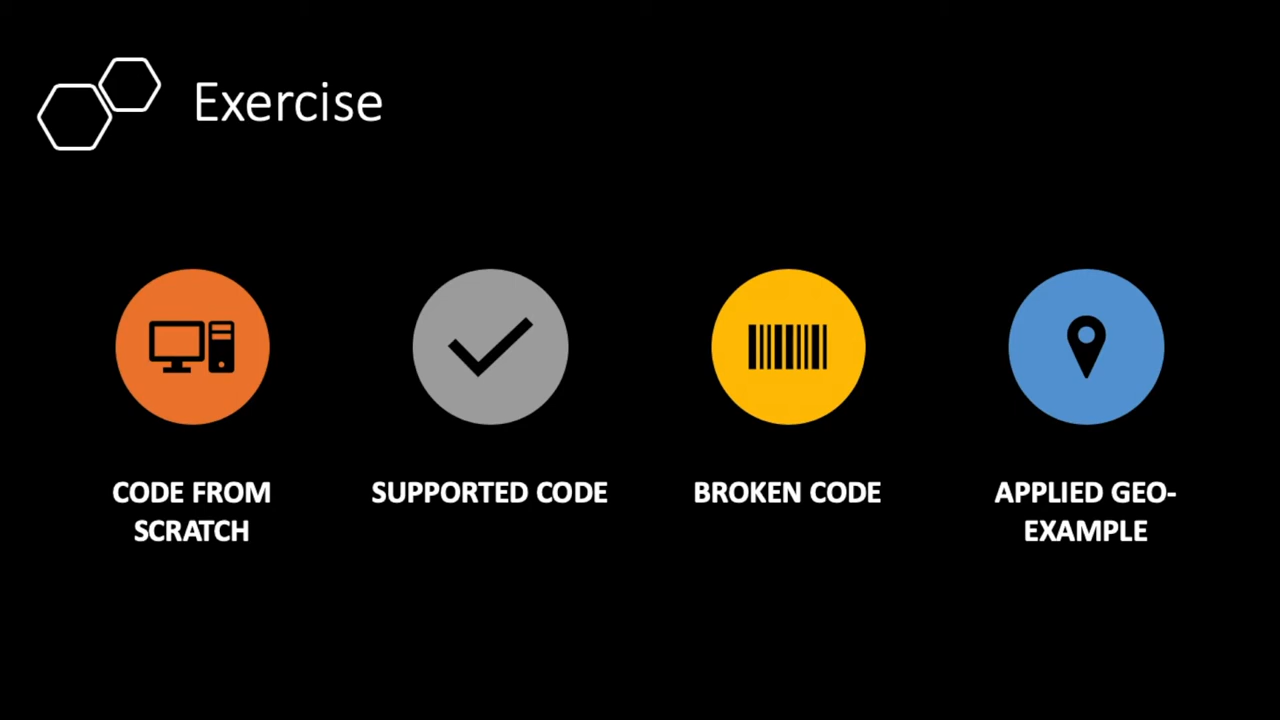 Exercise
CODE FROM
SCRATCH
SUPPORTED CODE
BROKEN CODE
APPLIED GEO-
EXAMPLE